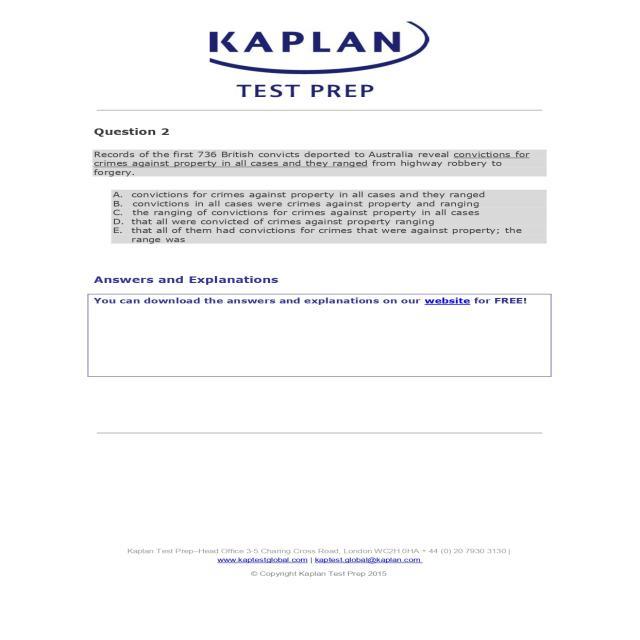 KAPLAN
TEST PREP
Question 2
Records of the first 736 British convicts deported to Australia reveal convictions for
crimes against property in all cases and they ranged from highway robbery to
forgery.
A. convictions for crimes against property in all cases and they ranged
B. convictions in all cases were crimes against property and ranging
C. the ranging of convictions for crimes against property in all cases
D. that all were convicted of crimes against property ranging
E. that all of them had convictions for crimes that were against property; the
range was
Answers and Explanations
You can download the answers and explanations on our website for FREE!
Kaplan Test Prep–Head Office 3-5 Charing Cross Road, London WC2H 0HA + 44 (0) 20 7930 3130 |
www.kaptestglobal.com | kaptest.global@kaplan.com
© Copyright Kaplan Test Prep 2015